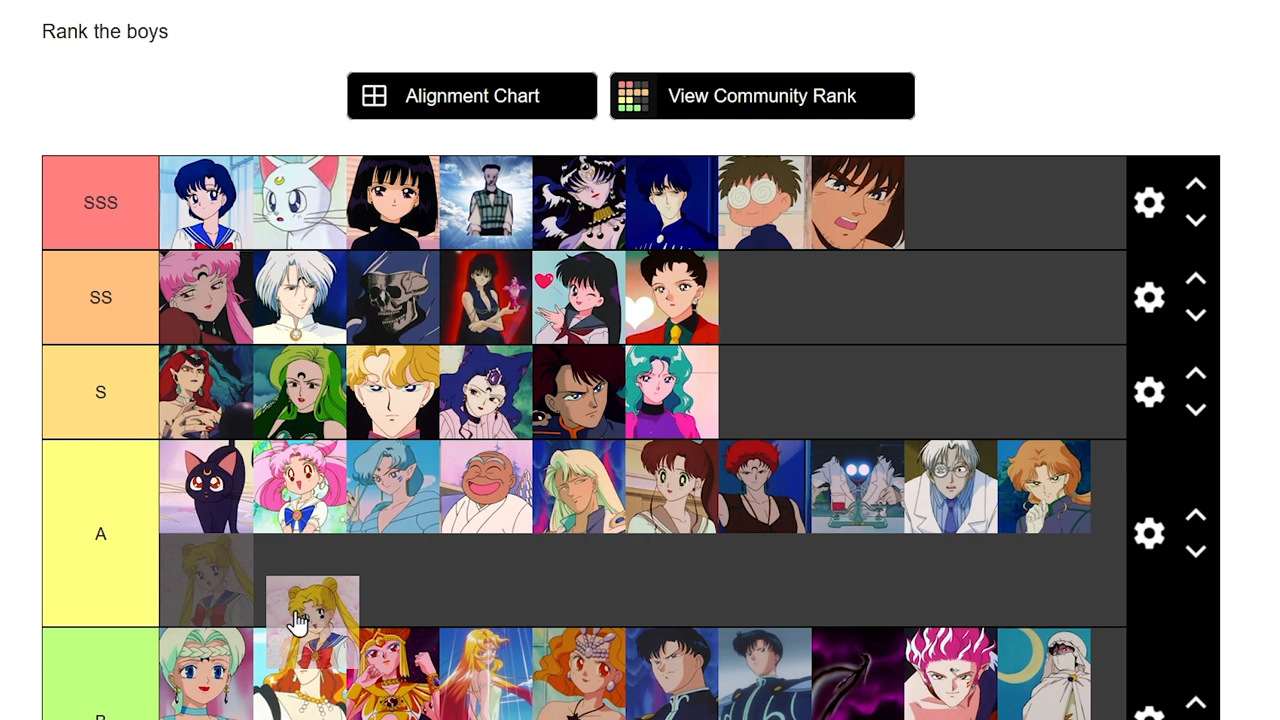 Rank the boys
Alignment Chart
View Community Rank
SSS
SS
S
A
B